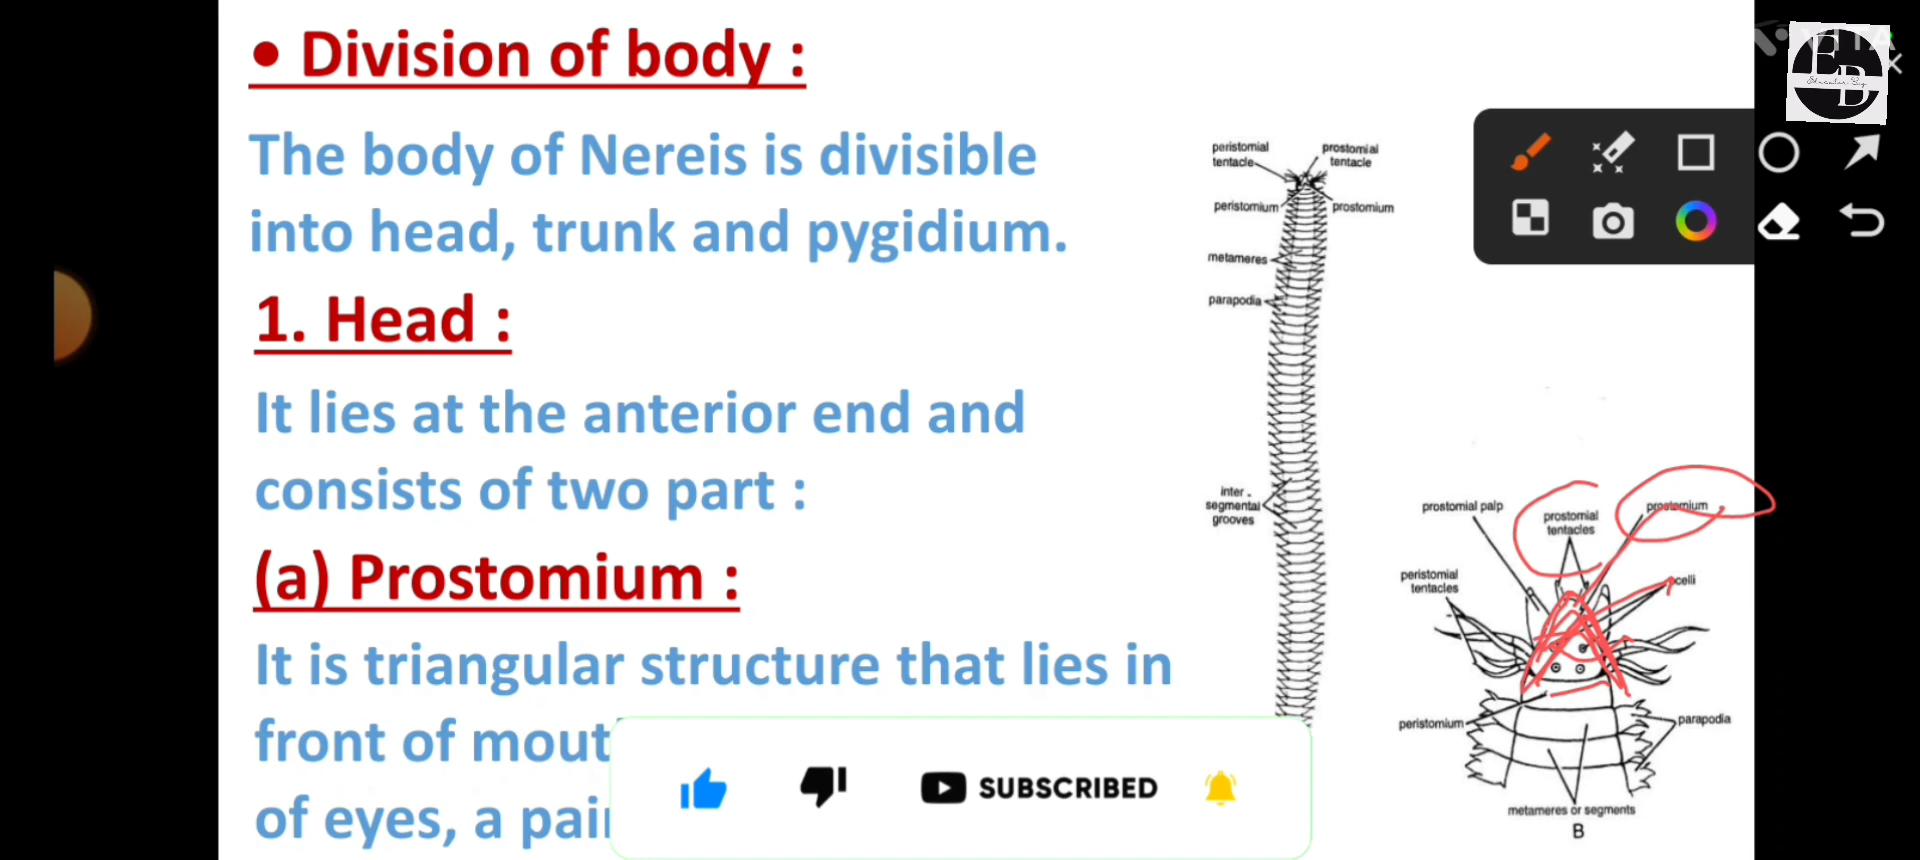 • Division of body :
The body of Nereis is divisible
into head, trunk and pygidium.
1. Head :
It lies at the anterior end and
consists of two part :
(a) Prostomium :
It is triangular structure that lies in
front of mout
of eyes, a pai
peristomial
tentacle
prostomial
tentacle
peristomium
prostomium
metameres
parapodia
inter -
segmental
grooves
prostomial palp
prostomial
tentacles
prostomium
peristomial
tentacles
celli
peristomium
parapodia
metameres or segments
B
SUBSCRIBED
VITA
E
D